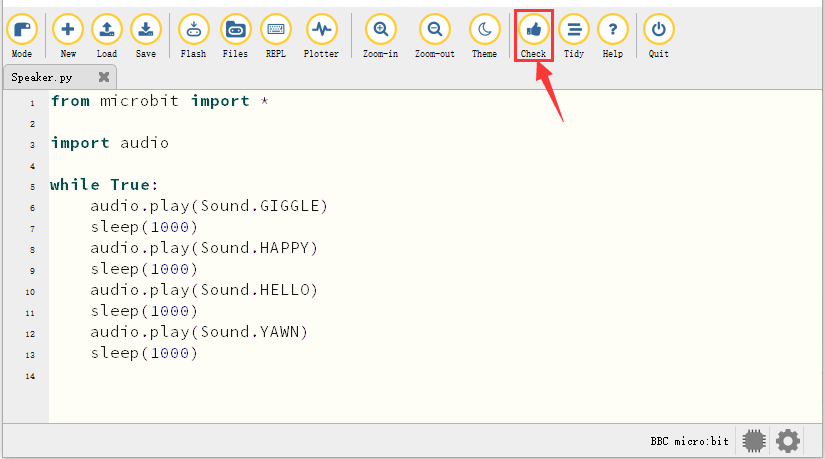 Mode New Load Save Flash Files REPL Plotter Zoom-in Zoom-out Theme Check Tidy Help Quit
Speaker.py
1 from microbit import *
2
3 import audio
4
5 while True:
6     audio.play(Sound.GIGGLE)
7     sleep(1000)
8     audio.play(Sound.HAPPY)
9     sleep(1000)
10     audio.play(Sound.HELLO)
11     sleep(1000)
12     audio.play(Sound.YAWN)
13     sleep(1000)
14
BBC micro:bit